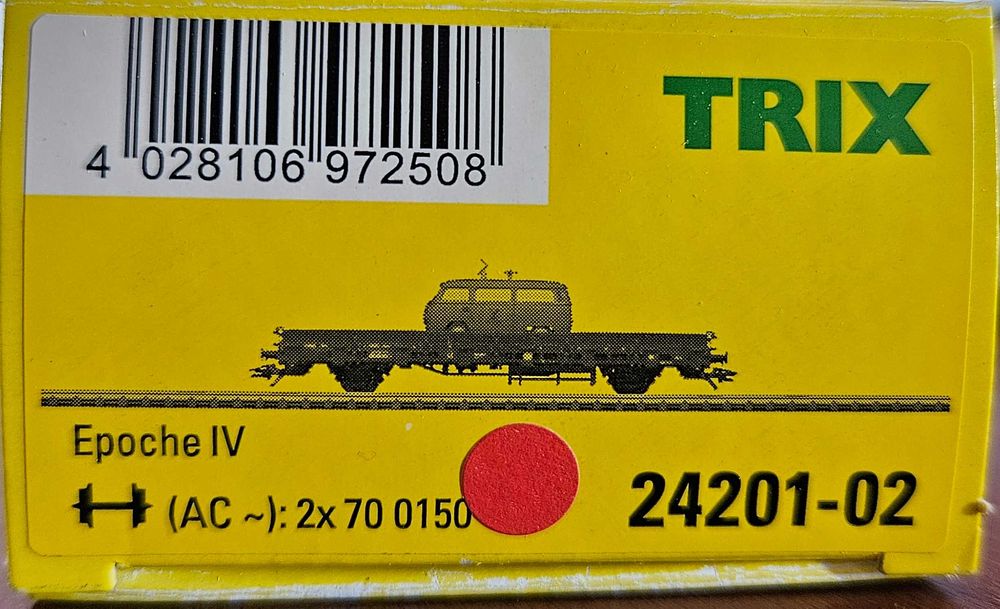 TRIX
4 028106 972508
Epoche IV
(AC ~): 2x 70 0150
24201-02